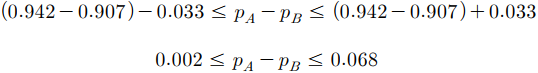 (0.942 − 0.907) − 0.033 ≤ p_A − p_B ≤ (0.942 − 0.907) + 0.033
0.002 ≤ p_A − p_B ≤ 0.068